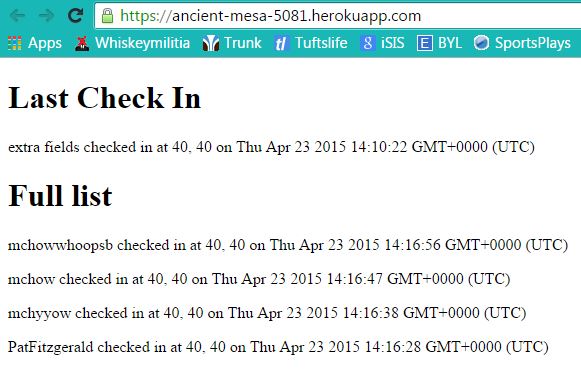 https://ancient-mesa-5081.herokuapp.com
Apps Whiskeymilitia Trunk tl Tuftslife g iSIS E BYL SportsPlays
Last Check In
extra fields checked in at 40, 40 on Thu Apr 23 2015 14:10:22 GMT+0000 (UTC)
Full list
mchowwhoopsb checked in at 40, 40 on Thu Apr 23 2015 14:16:56 GMT+0000 (UTC)
mchow checked in at 40, 40 on Thu Apr 23 2015 14:16:47 GMT+0000 (UTC)
mchyyow checked in at 40, 40 on Thu Apr 23 2015 14:16:38 GMT+0000 (UTC)
PatFitzgerald checked in at 40, 40 on Thu Apr 23 2015 14:16:28 GMT+0000 (UTC)